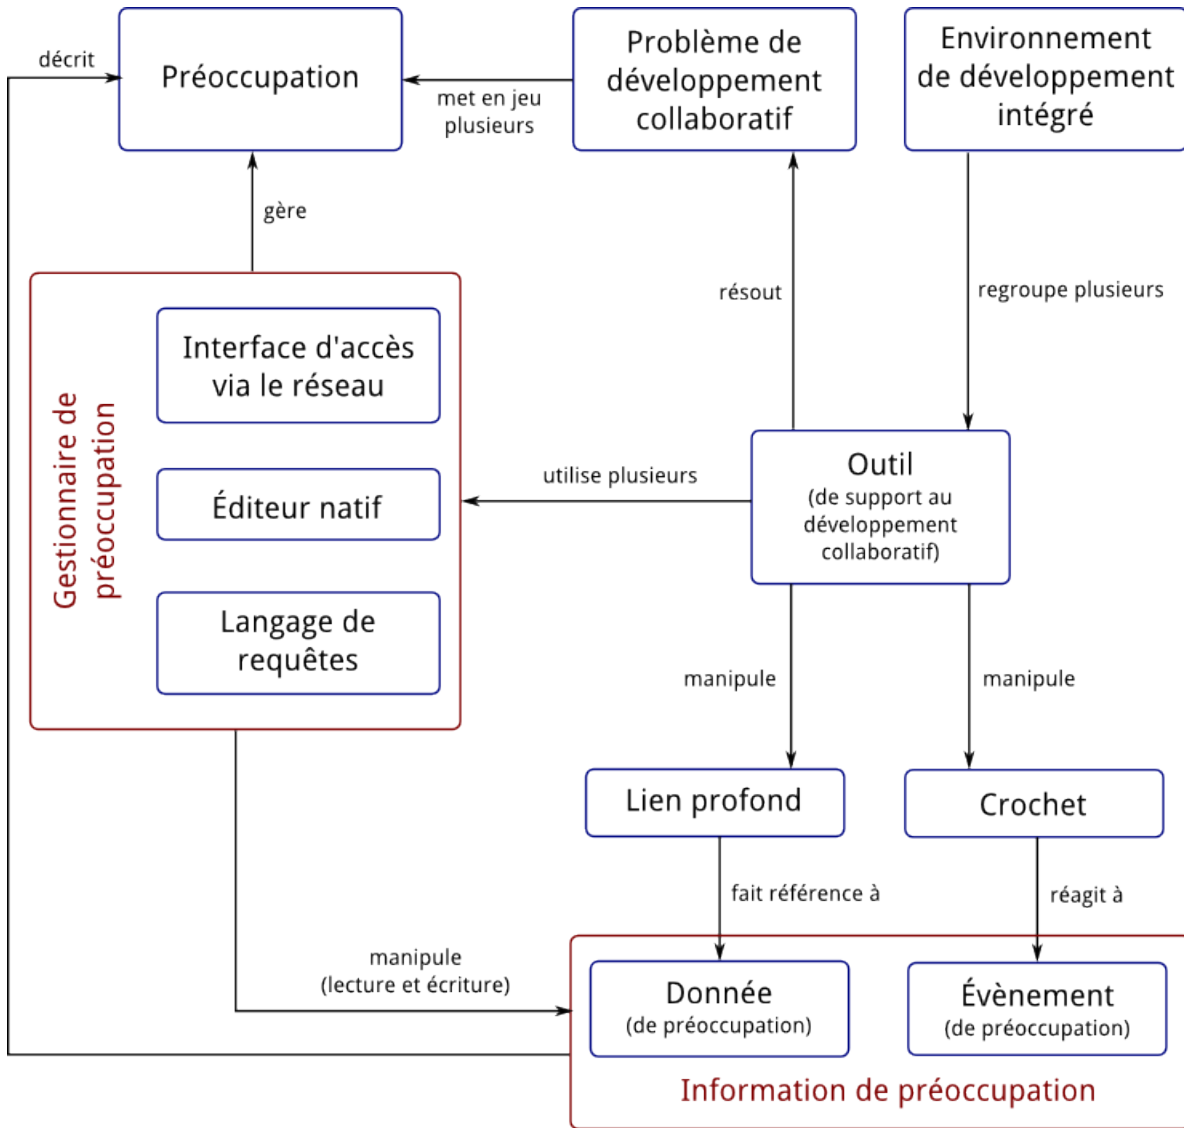 décrit
Préoccupation
met en jeu
plusieurs
Problème de
développement
collaboratif
Environnement
de développement
intégré
gère
résout
regroupe plusieurs
Gestionnaire de
préoccupation
Interface d'accès
via le réseau
Éditeur natif
Langage de
requêtes
utilise plusieurs
Outil
(de support au
développement
collaboratif)
manipule
manipule
Lien profond
Crochet
fait référence à
réagit à
manipule
(lecture et écriture)
Donnée
(de préoccupation)
Évènement
(de préoccupation)
Information de préoccupation